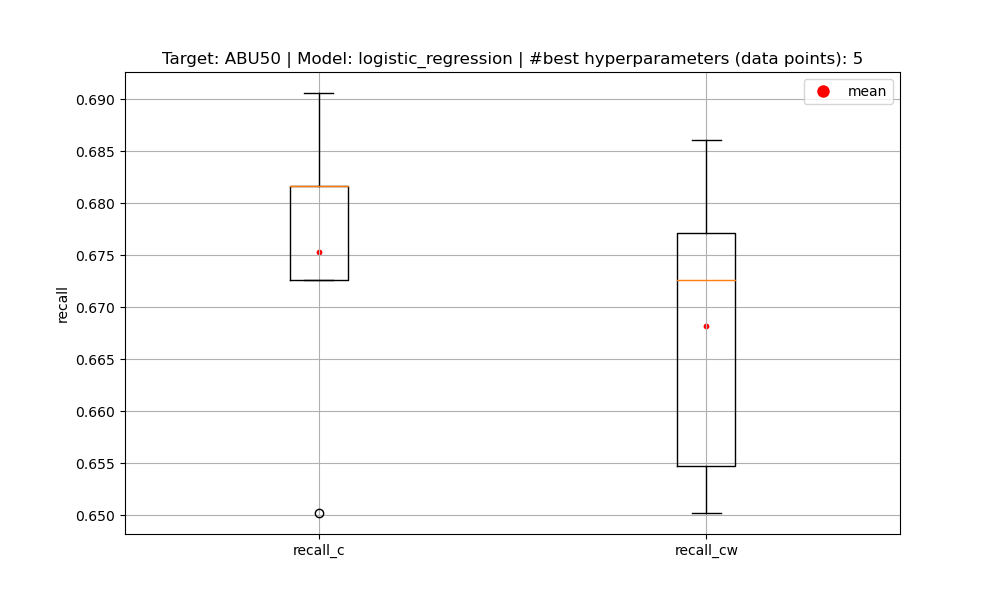 Target: ABU50 | Model: logistic_regression | #best hyperparameters (data points): 5
mean
0.690
0.685
0.680
0.675
0.670
0.665
0.660
0.655
0.650
recall
recall_c
recall_cw